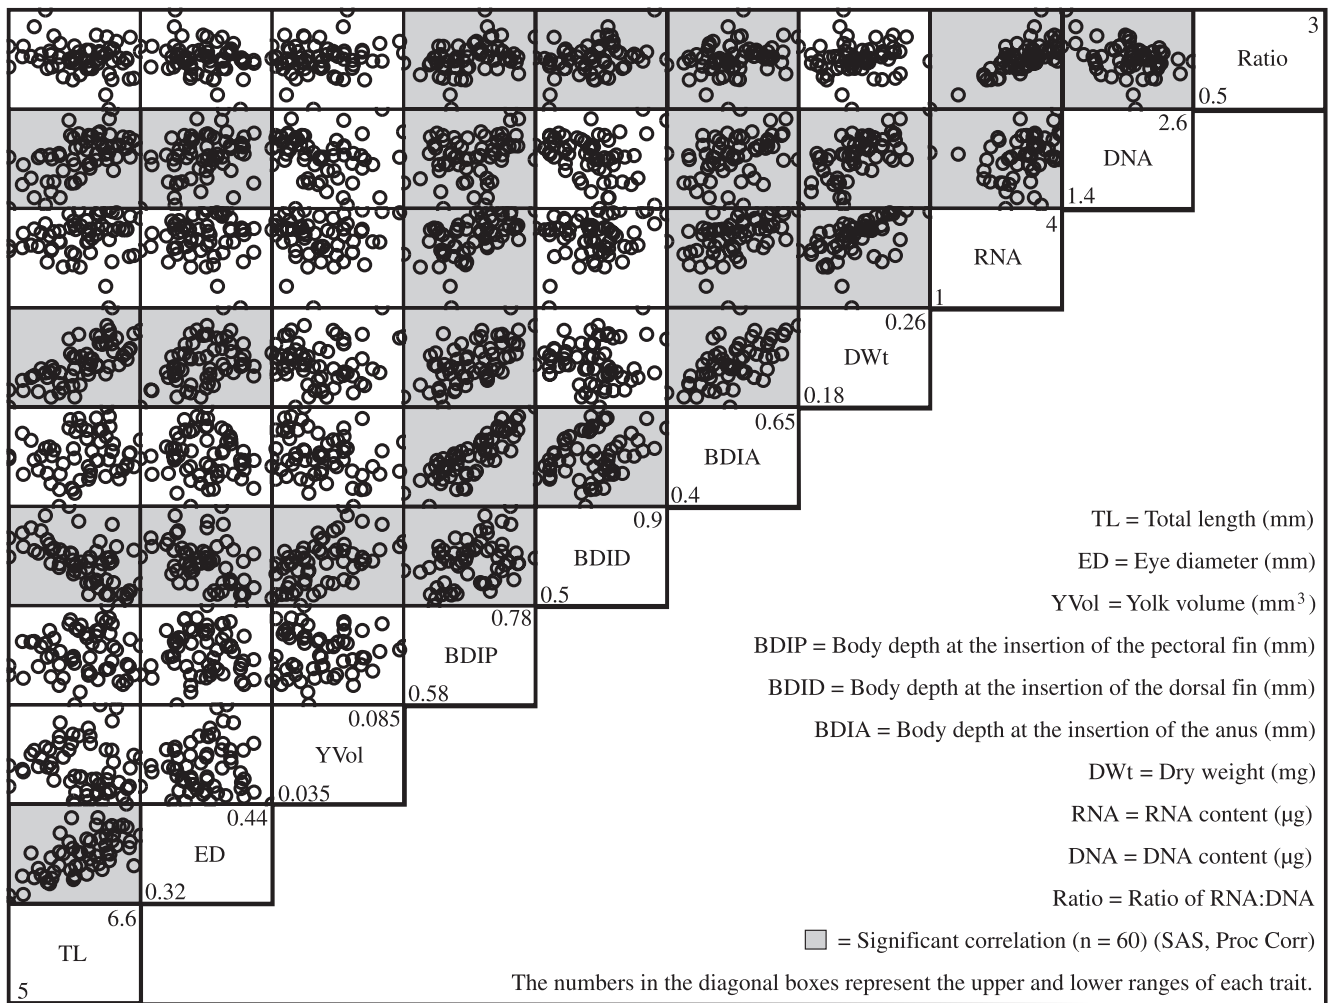 3
Ratio
0.5
2.6
DNA
1.4
4
RNA
1
0.26
DWt
0.18
0.65
BDIA
0.4
0.9
BDID
0.5
0.78
BDIP
0.58
0.085
YVol
0.035
0.44
ED
0.32
6.6
TL
5
TL = Total length (mm)
ED = Eye diameter (mm)
YVol = Yolk volume (mm³)
BDIP = Body depth at the insertion of the pectoral fin (mm)
BDID = Body depth at the insertion of the dorsal fin (mm)
BDIA = Body depth at the insertion of the anus (mm)
DWt = Dry weight (mg)
RNA = RNA content (µg)
DNA = DNA content (µg)
Ratio = Ratio of RNA:DNA
= Significant correlation (n = 60) (SAS, Proc Corr)
The numbers in the diagonal boxes represent the upper and lower ranges of each trait.